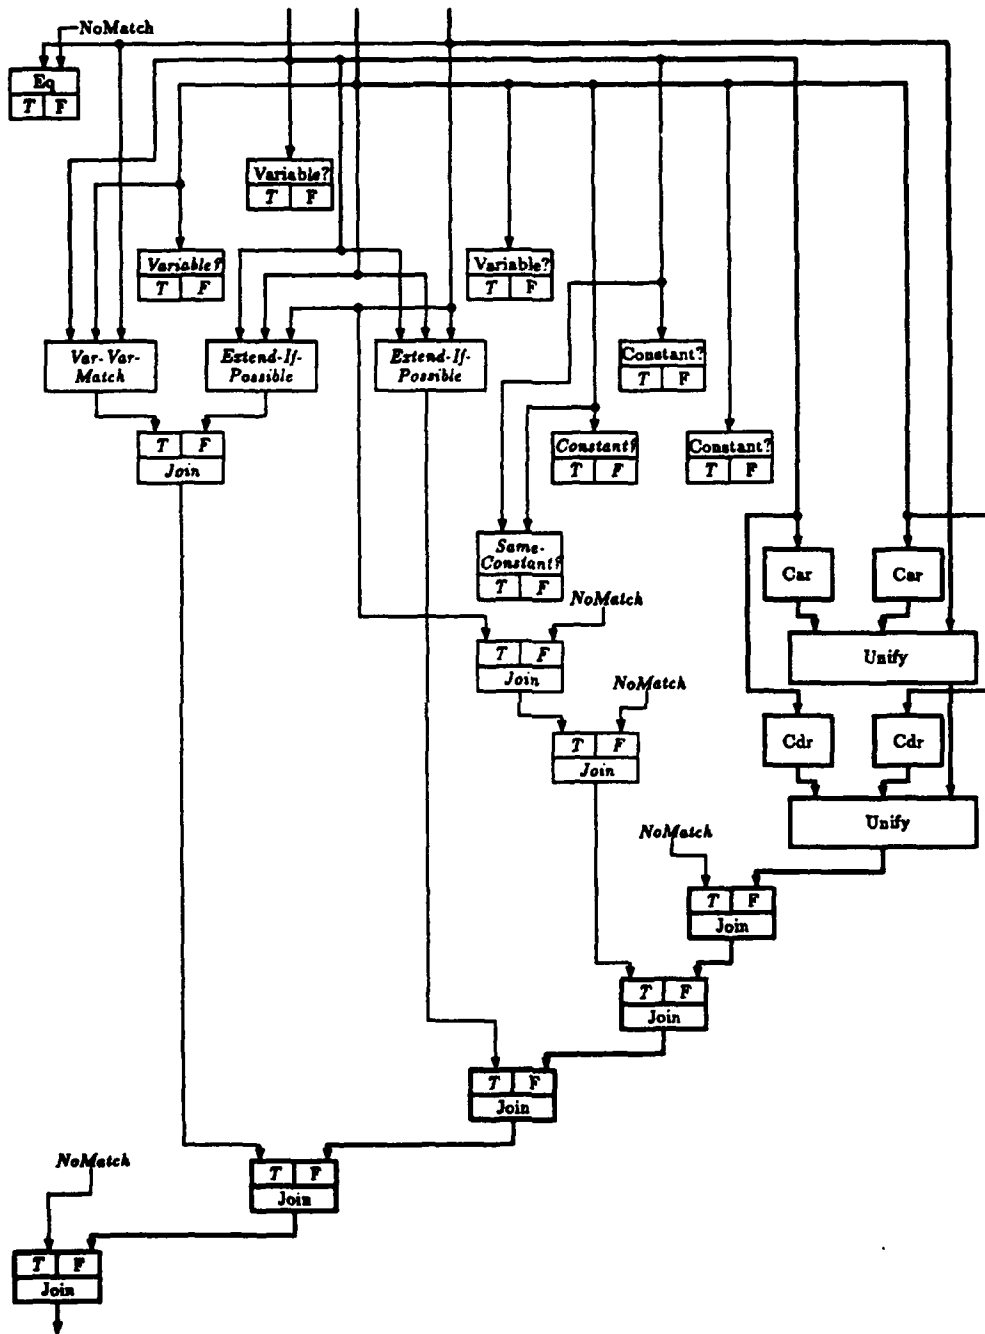 NoMatch
Eq
T F
Variable?
T F
Variable?
T F
Variable?
T F
Var-Var-
Match
Extend-If-
Possible
Extend-If-
Possible
Constant?
T F
T F
Join
Constant?
T F
Constant?
T F
Same-
Constant?
T F
Car
Car
NoMatch
T F
Join
Unify
NoMatch
T F
Join
Cdr
Cdr
Unify
NoMatch
T F
Join
T F
Join
T F
Join
NoMatch
T F
Join
T F
Join